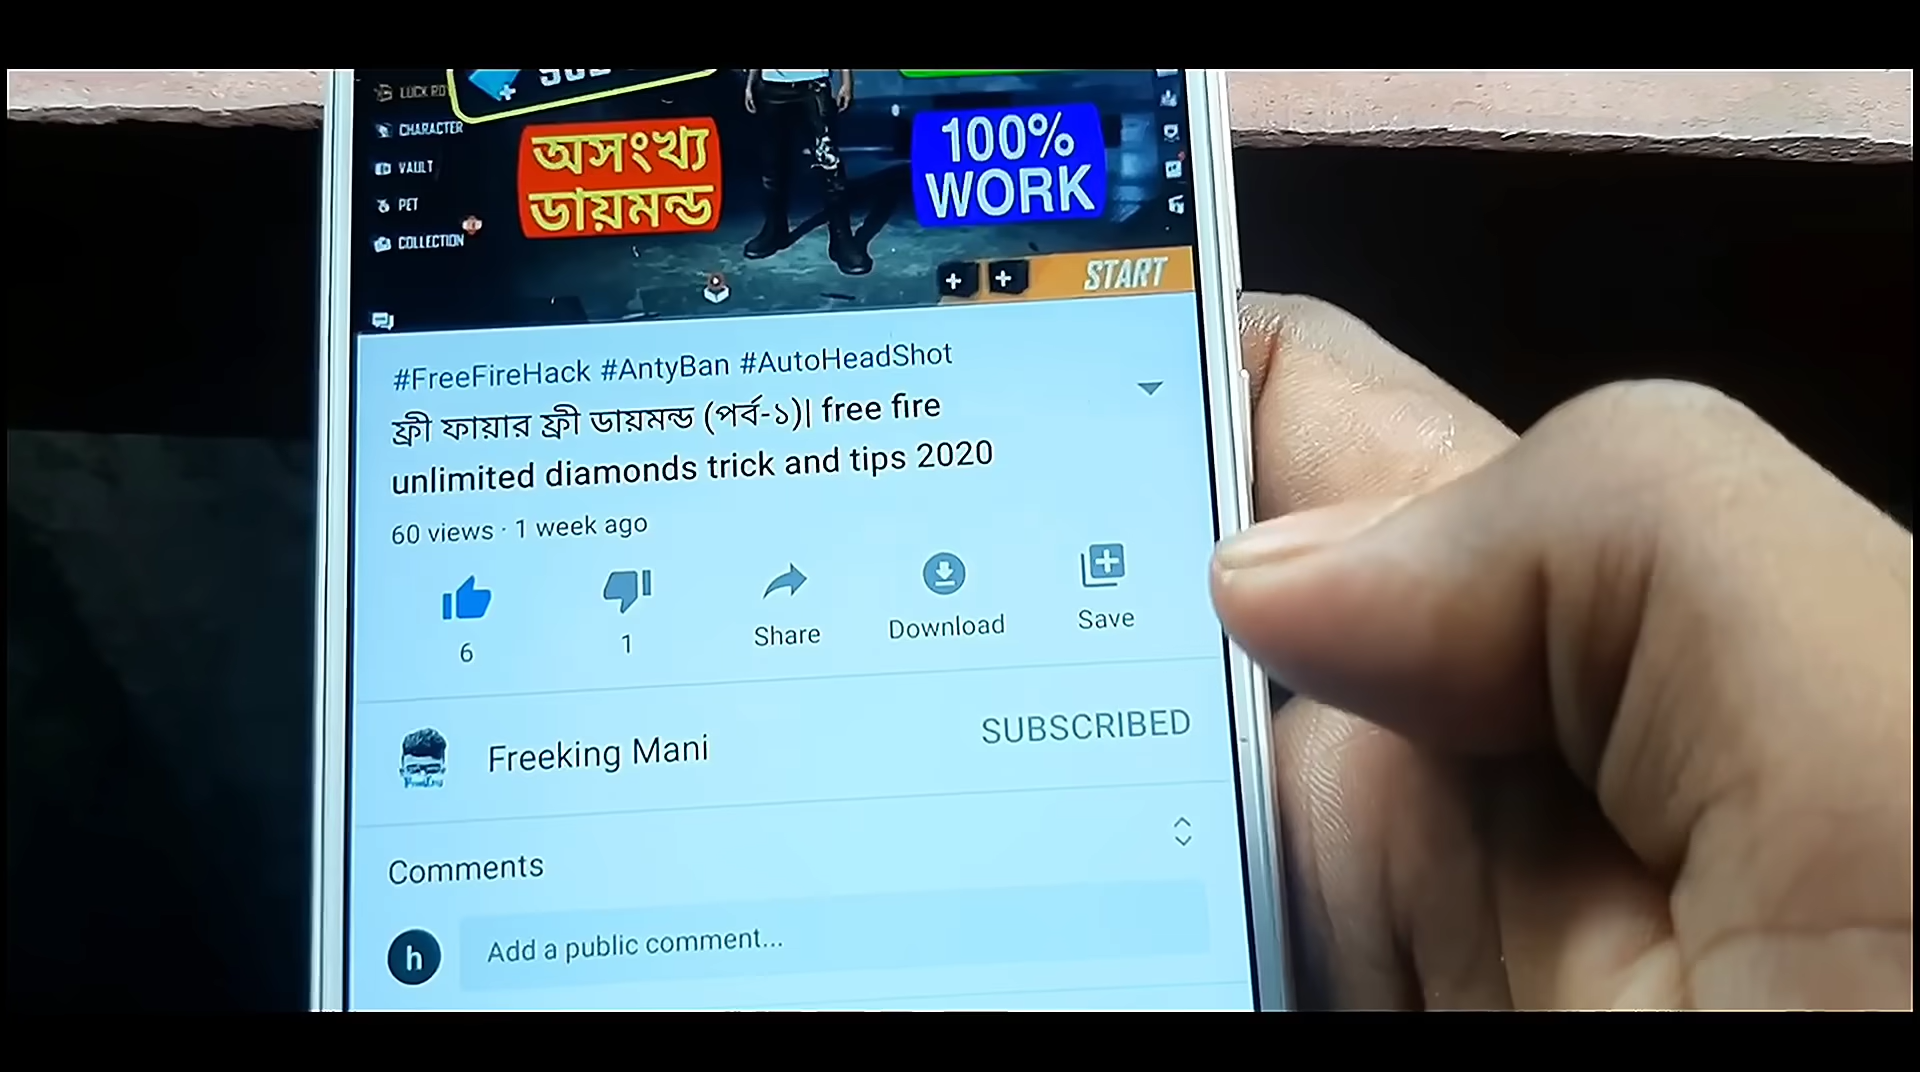 CHARACTER
VAULT
PET
COLLECTION
অসংখ্য
ডায়মন্ড
100%
WORK
START
#FreeFireHack #AntyBan #AutoHeadShot
ফ্রী ফায়ার ফ্রী ডায়মন্ড (পর্ব-১)| free fire
unlimited diamonds trick and tips 2020
60 views · 1 week ago
6
1
Share
Download
Save
Freeking Mani
SUBSCRIBED
Comments
h
Add a public comment...